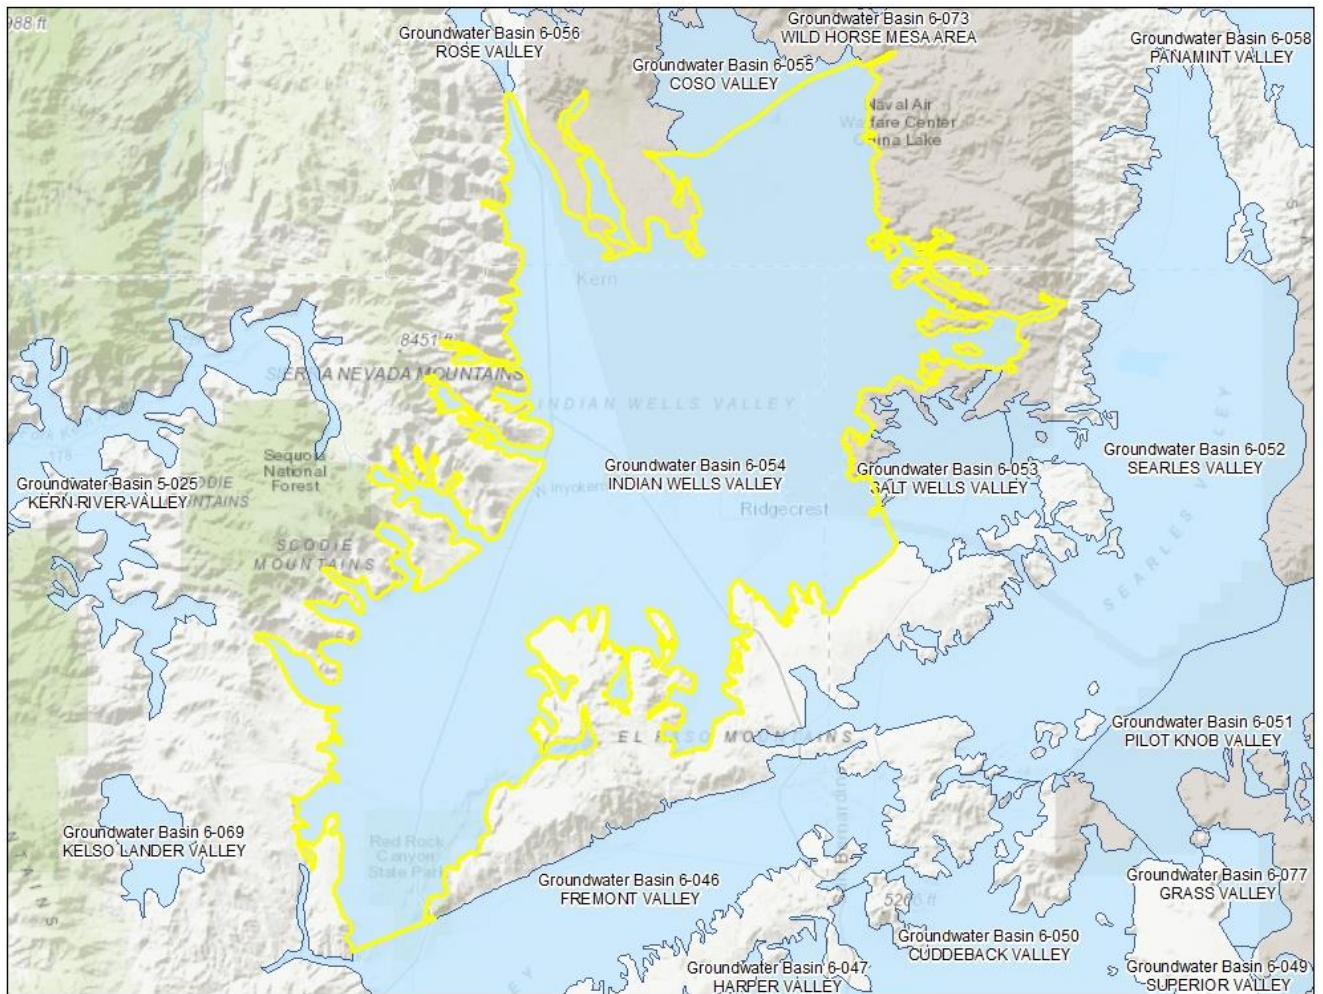 988 ft
Groundwater Basin 6-056
ROSE VALLEY
Groundwater Basin 6-073
WILD HORSE MESA AREA
Groundwater Basin 6-055
COSO VALLEY
Groundwater Basin 6-058
PANAMINT VALLEY
Naval Air
Warfare Center
China Lake
Kern
8451 ft
SIERRA NEVADA MOUNTAINS
INDIAN WELLS VALLEY
178
Sequoia
National
Forest
Groundwater Basin 5-025
KERN RIVER VALLEY
SCODIE
MOUNTAINS
Groundwater Basin 6-054
INDIAN WELLS VALLEY
W Inyokern
Ridgecrest
Groundwater Basin 6-053
SALT WELLS VALLEY
Groundwater Basin 6-052
SEARLES VALLEY
SEARLES VALLEY
EL PASO MOUNTAINS
Groundwater Basin 6-051
PILOT KNOB VALLEY
Groundwater Basin 6-069
KELSO LANDER VALLEY
Red Rock
Canyon
State Park
San Bernardino
Groundwater Basin 6-046
FREMONT VALLEY
Groundwater Basin 6-077
GRASS VALLEY
Groundwater Basin 6-050
CUDDEBACK VALLEY
Groundwater Basin 6-047
HARPER VALLEY
Groundwater Basin 6-049
SUPERIOR VALLEY